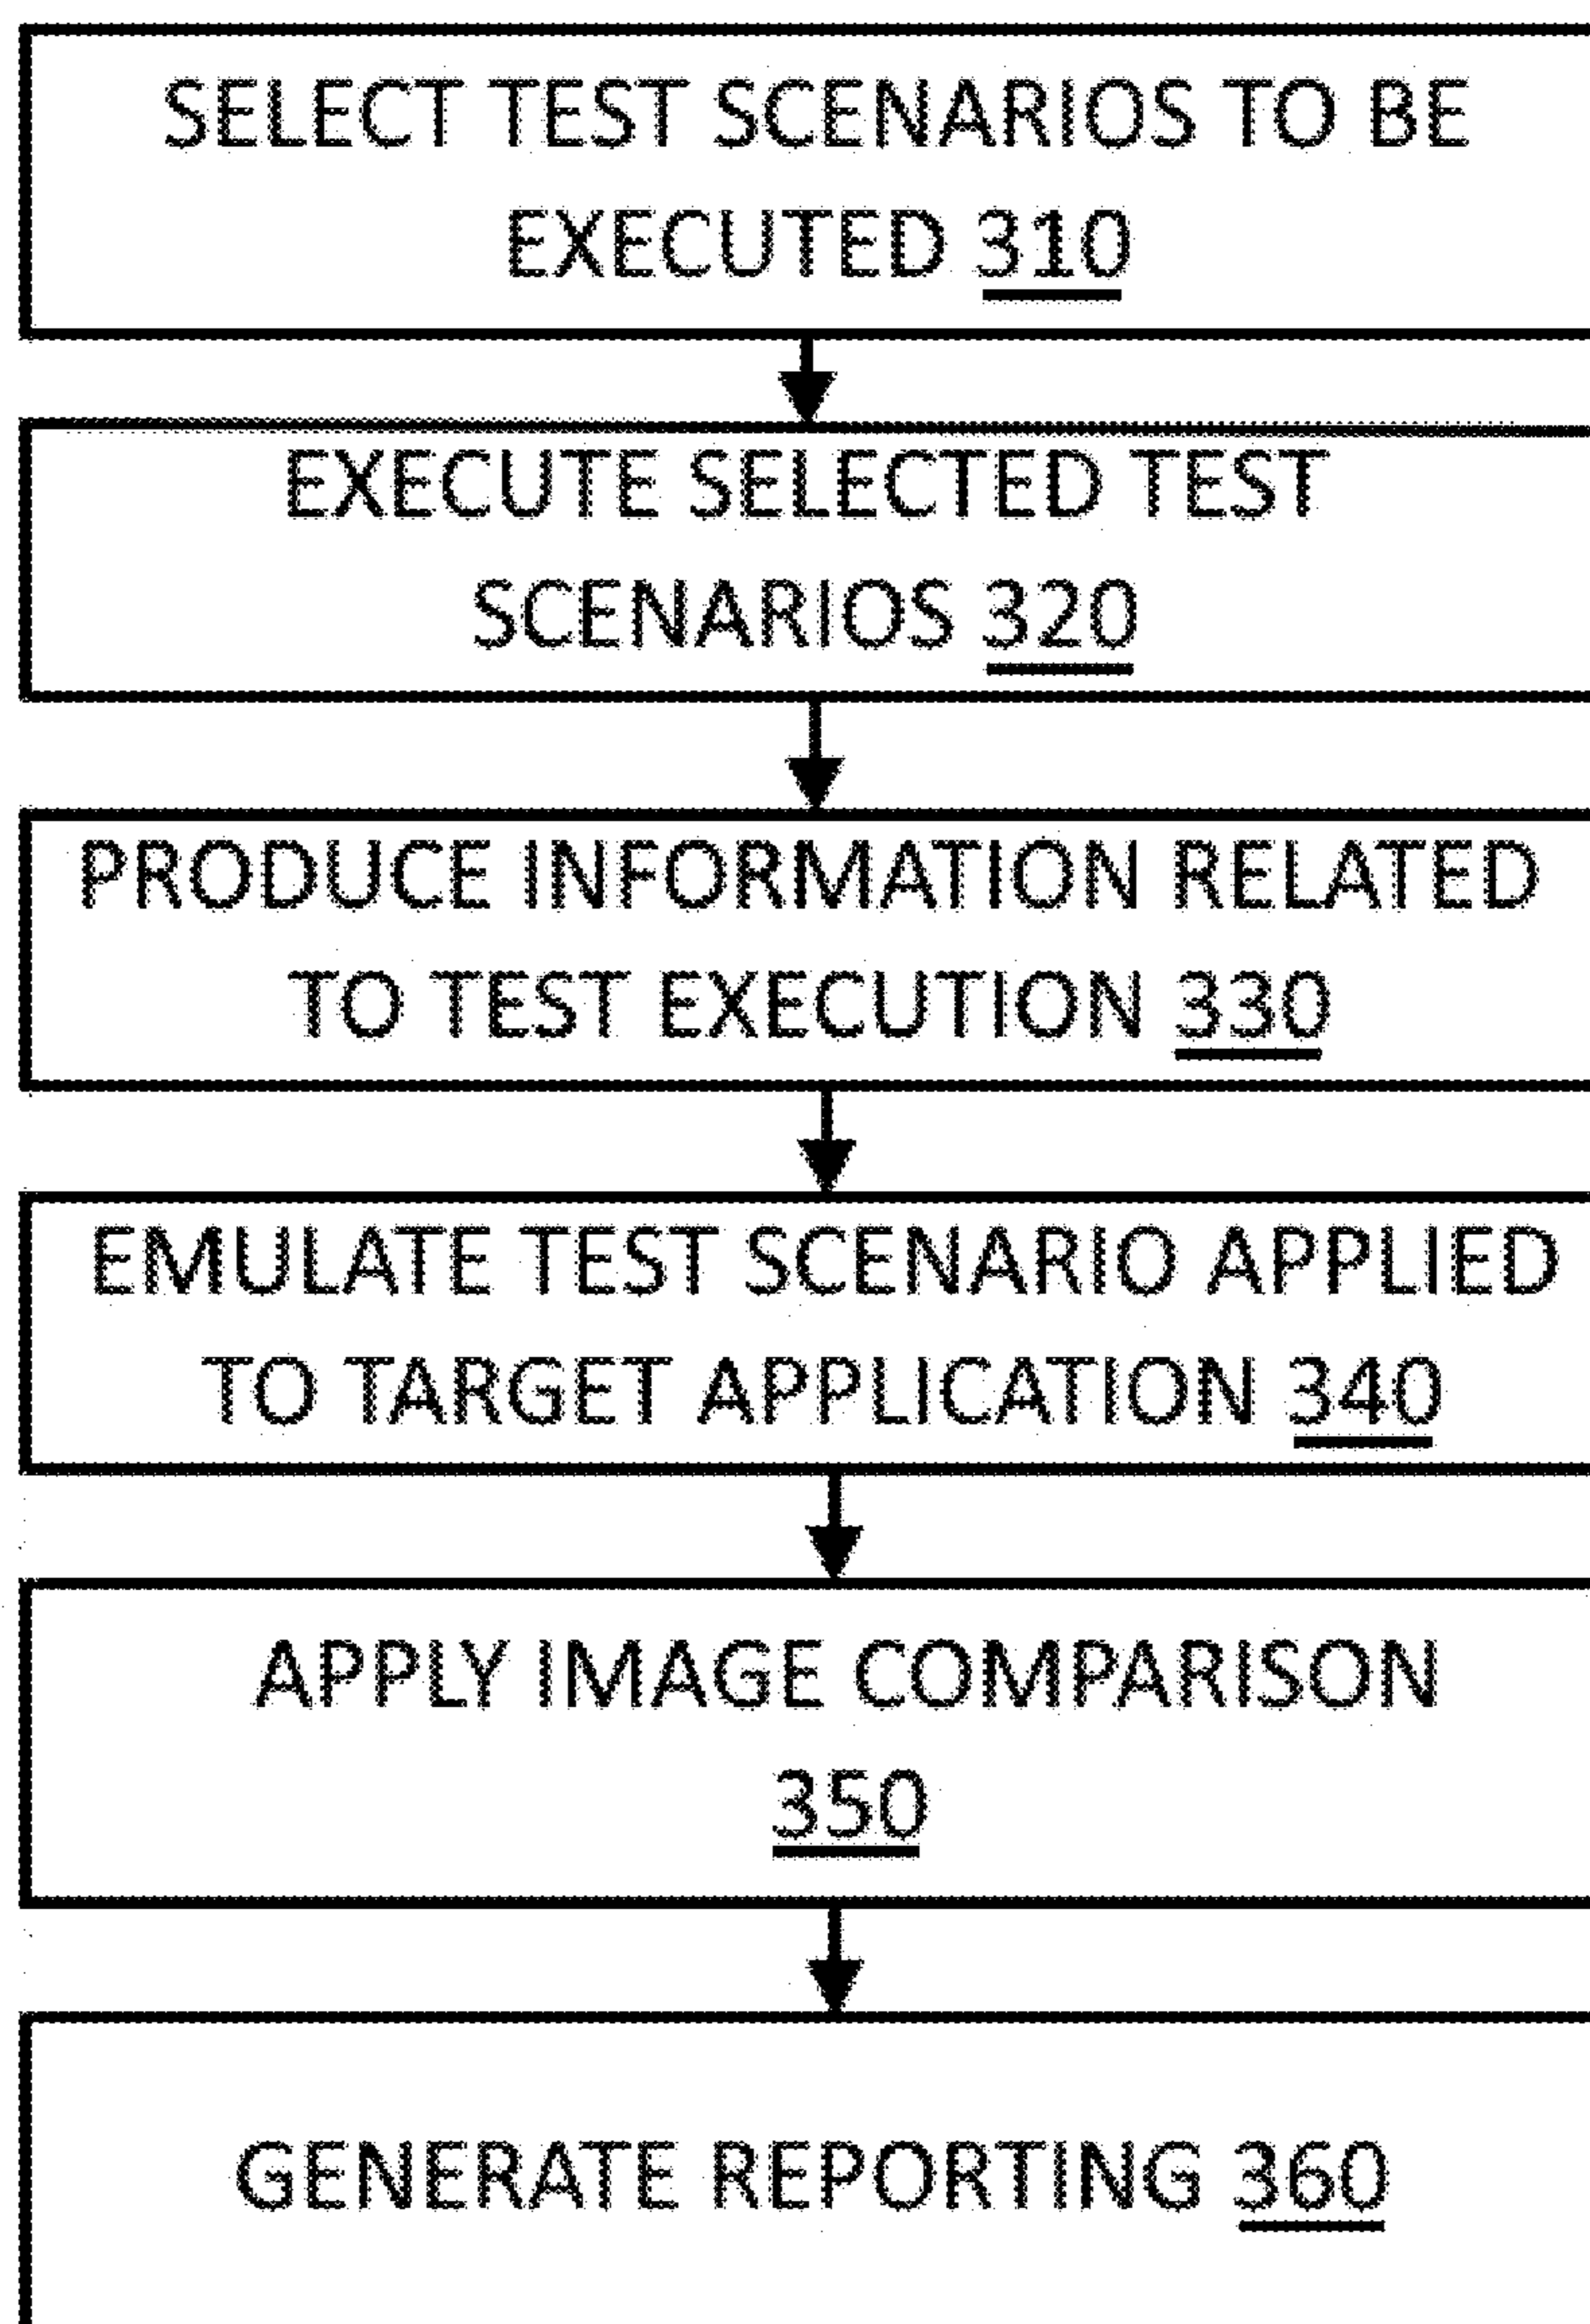 SELECT TEST SCENARIOS TO BE
EXECUTED 310
EXECUTE SELECTED TEST
SCENARIOS 320
PRODUCE INFORMATION RELATED
TO TEST EXECUTION 330
EMULATE TEST SCENARIO APPLIED
TO TARGET APPLICATION 340
APPLY IMAGE COMPARISON
350
GENERATE REPORTING 360